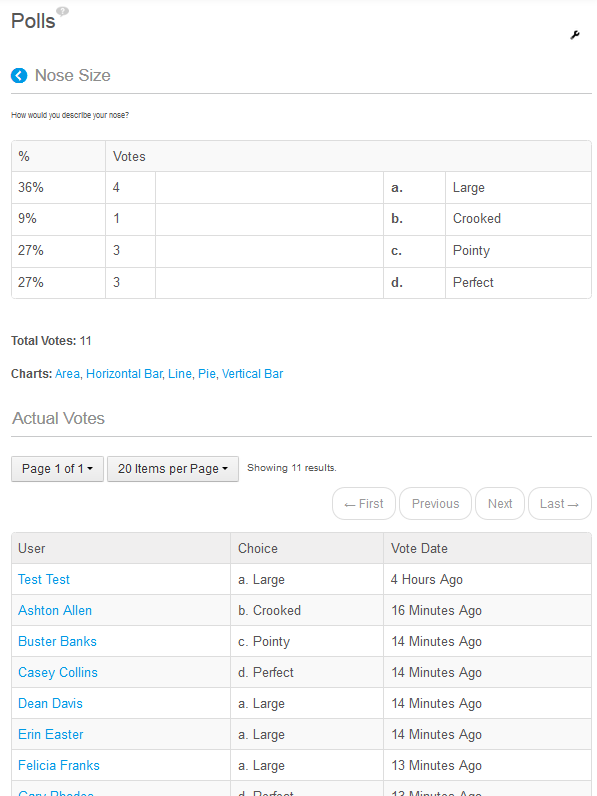 Polls ?
Nose Size
How would you describe your nose?
% Votes
36% 4 a. Large
9% 1 b. Crooked
27% 3 c. Pointy
27% 3 d. Perfect
Total Votes: 11
Charts: Area, Horizontal Bar, Line, Pie, Vertical Bar
Actual Votes
Page 1 of 1 20 Items per Page Showing 11 results.
← First Previous Next Last →
User Choice Vote Date
Test Test a. Large 4 Hours Ago
Ashton Allen b. Crooked 16 Minutes Ago
Buster Banks c. Pointy 14 Minutes Ago
Casey Collins d. Perfect 14 Minutes Ago
Dean Davis a. Large 14 Minutes Ago
Erin Easter a. Large 14 Minutes Ago
Felicia Franks a. Large 13 Minutes Ago
Gary Rhodes d. Perfect 13 Minutes Ago